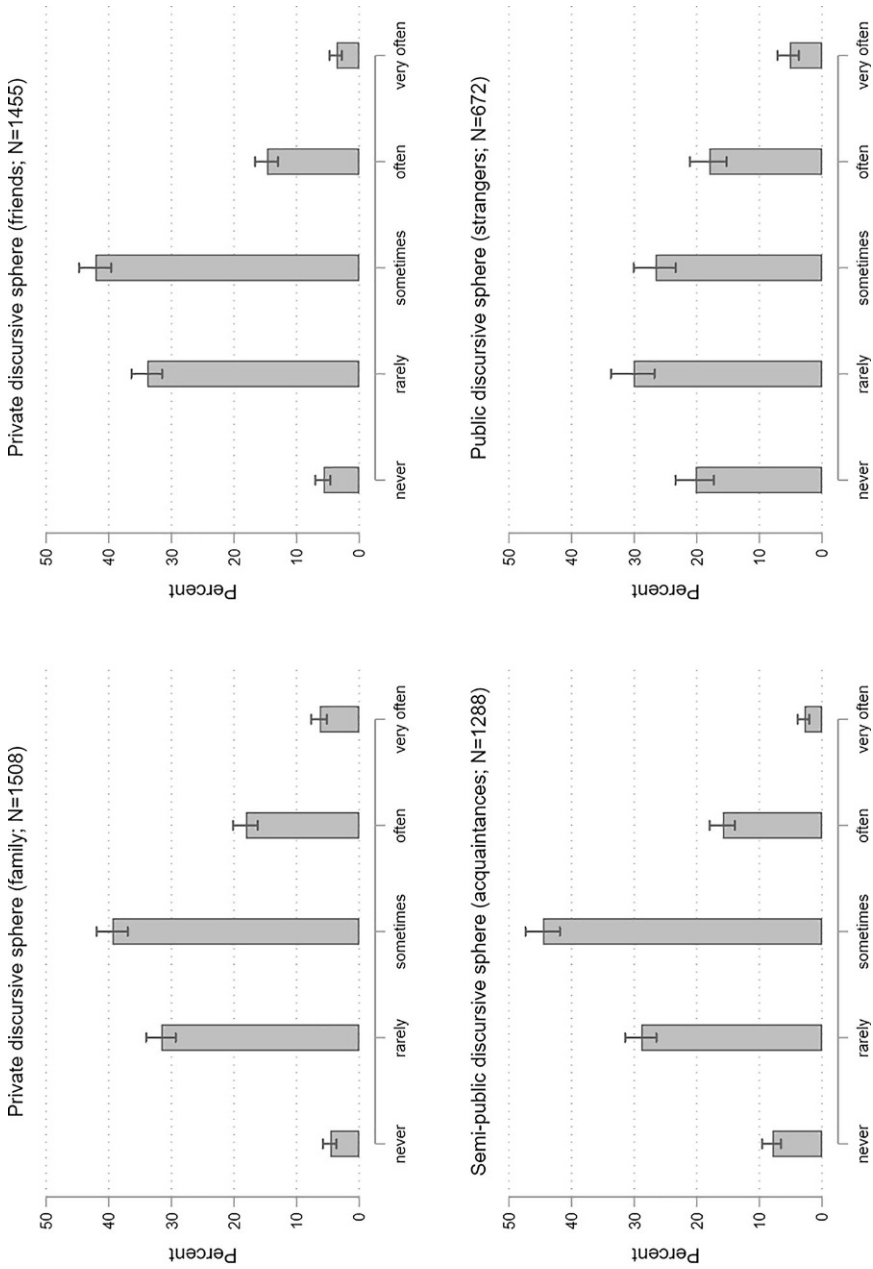 Private discursive sphere (family; N=1508)
Percent
50
40
30
20
10
0
never
rarely
sometimes
often
very often
Private discursive sphere (friends; N=1455)
Percent
50
40
30
20
10
0
never
rarely
sometimes
often
very often
Semi-public discursive sphere (acquaintances; N=1288)
Percent
50
40
30
20
10
0
never
rarely
sometimes
often
very often
Public discursive sphere (strangers; N=672)
Percent
50
40
30
20
10
0
never
rarely
sometimes
often
very often